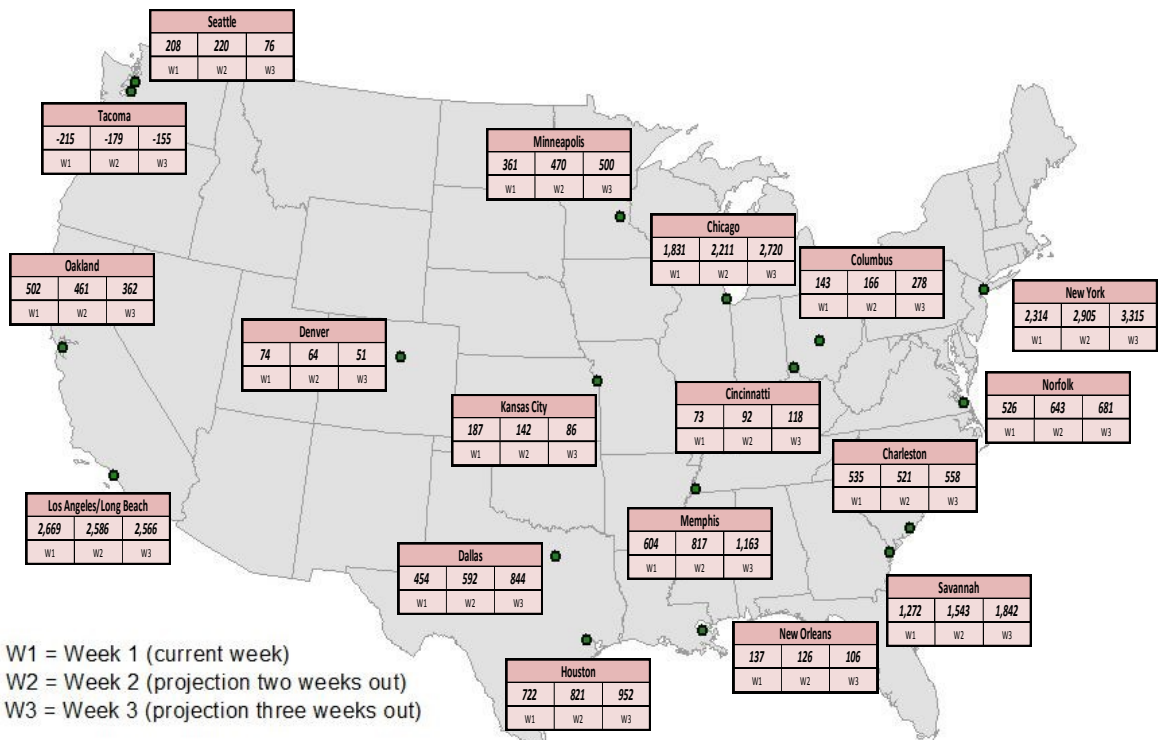 Seattle
208 220 76
W1 W2 W3
Tacoma
-215 -179 -155
W1 W2 W3
Minneapolis
361 470 500
W1 W2 W3
Chicago
1,831 2,211 2,720
W1 W2 W3
Columbus
143 166 278
W1 W2 W3
Oakland
502 461 362
W1 W2 W3
New York
2,314 2,905 3,315
W1 W2 W3
Denver
74 64 51
W1 W2 W3
Norfolk
526 643 681
W1 W2 W3
Cincinnatti
73 92 118
W1 W2 W3
Kansas City
187 142 86
W1 W2 W3
Charleston
535 521 558
W1 W2 W3
Los Angeles/Long Beach
2,669 2,586 2,566
W1 W2 W3
Memphis
604 817 1,163
W1 W2 W3
Dallas
454 592 844
W1 W2 W3
Savannah
1,272 1,543 1,842
W1 W2 W3
New Orleans
137 126 106
W1 W2 W3
Houston
722 821 952
W1 W2 W3
W1 = Week 1 (current week)
W2 = Week 2 (projection two weeks out)
W3 = Week 3 (projection three weeks out)